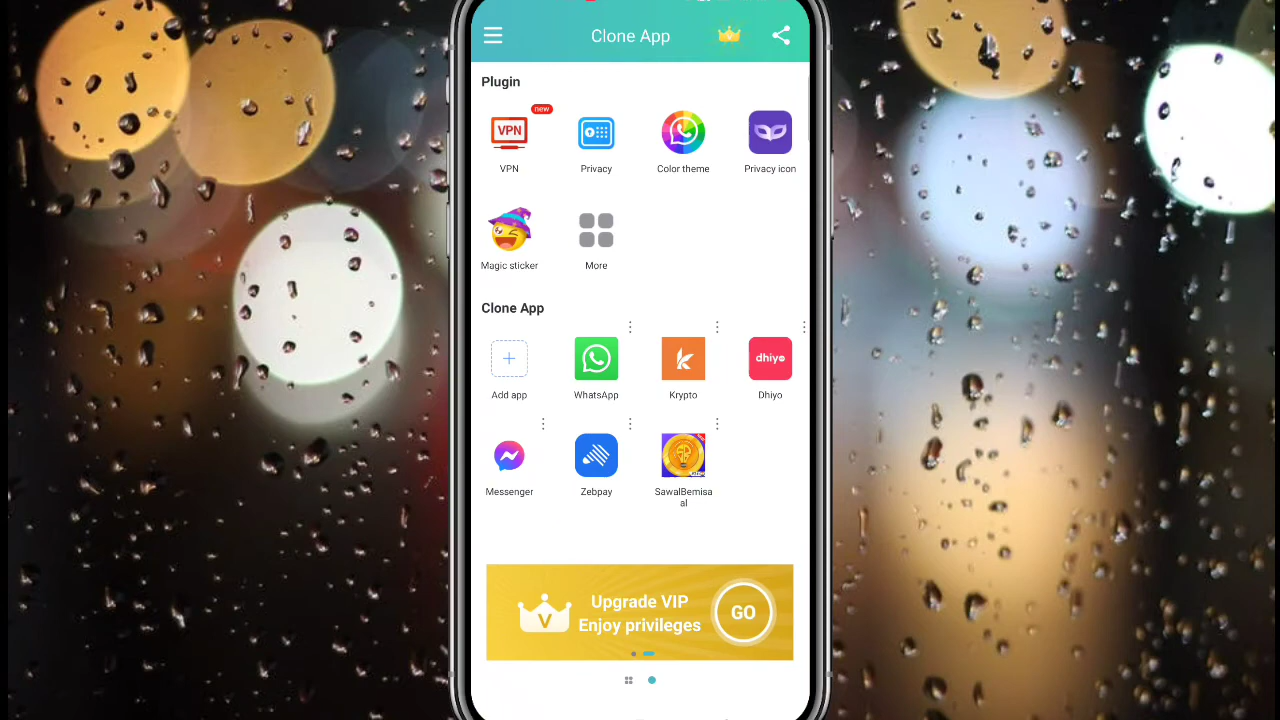 Clone App
Plugin
new
VPN
VPN
Privacy
Color theme
Privacy icon
Magic sticker
More
Clone App
dhiyo
Add app
WhatsApp
Krypto
Dhiyo
Messenger
Zebpay
SawalBemisa
al
V
Upgrade VIP
Enjoy privileges
GO